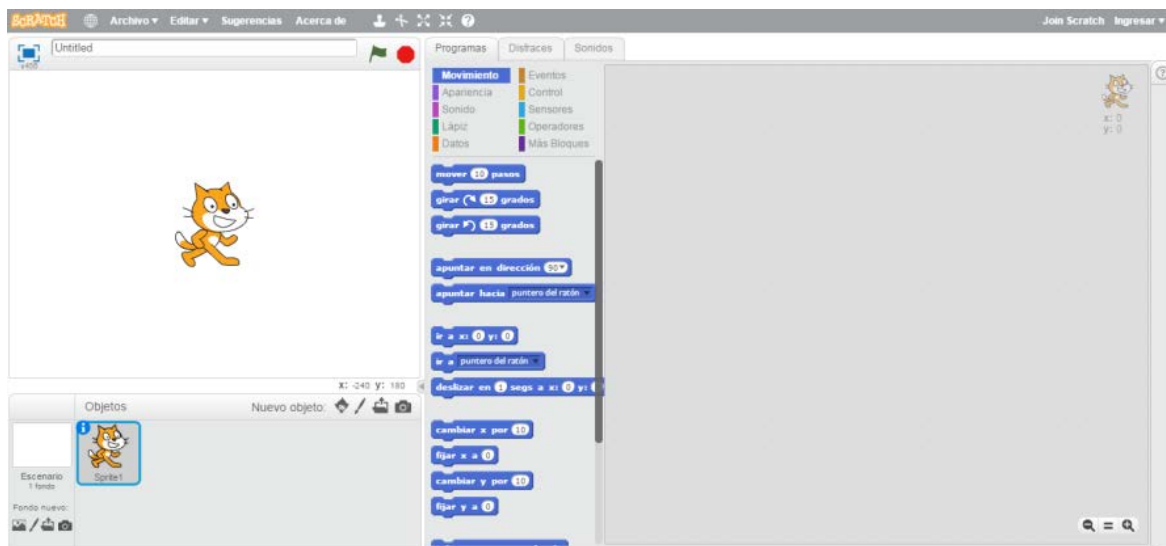 SCRATCH Archivo Editar Sugerencias Acerca de Join Scratch Ingresar
Untitled
v460
Programas Disfraces Sonidos
Movimiento Eventos
Apariencia Control
Sonido Sensores
Lápiz Operadores
Datos Más Bloques
x: 0
y: 0
mover 10 pasos
girar 15 grados
girar 15 grados
apuntar en dirección 90
apuntar hacia puntero del ratón
ir a x: 0 y: 0
ir a puntero del ratón
deslizar en 1 segs a x: 0 y:
cambiar x por 10
fijar x a 0
cambiar y por 10
fijar y a 0
X: -240 y: 180
Objetos Nuevo objeto:
Escenario
1 fondo
Sprite1
Fondo nuevo: